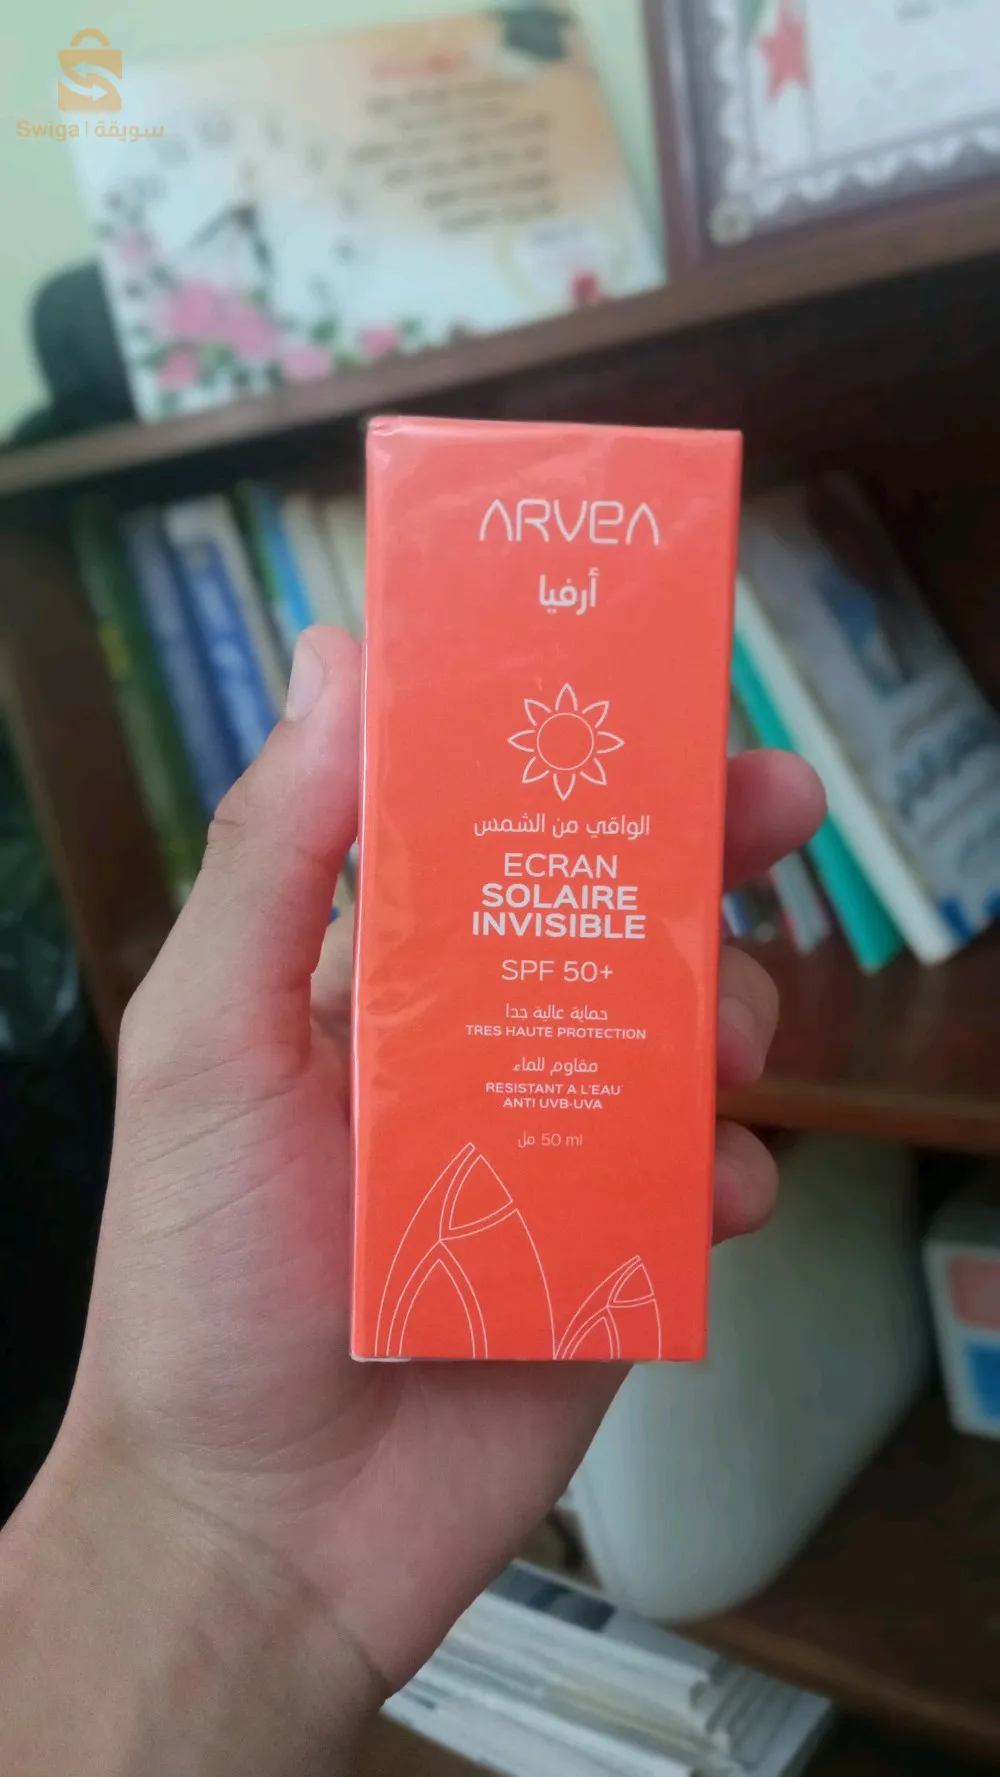 Swiga | سويقة
ARVEA
أرفيا
الواقي من الشمس
ECRAN
SOLAIRE
INVISIBLE
SPF 50+
حماية عالية جدا
TRES HAUTE PROTECTION
مقاوم للماء
RESISTANT A L'EAU
ANTI UVB-UVA
50 ml مل